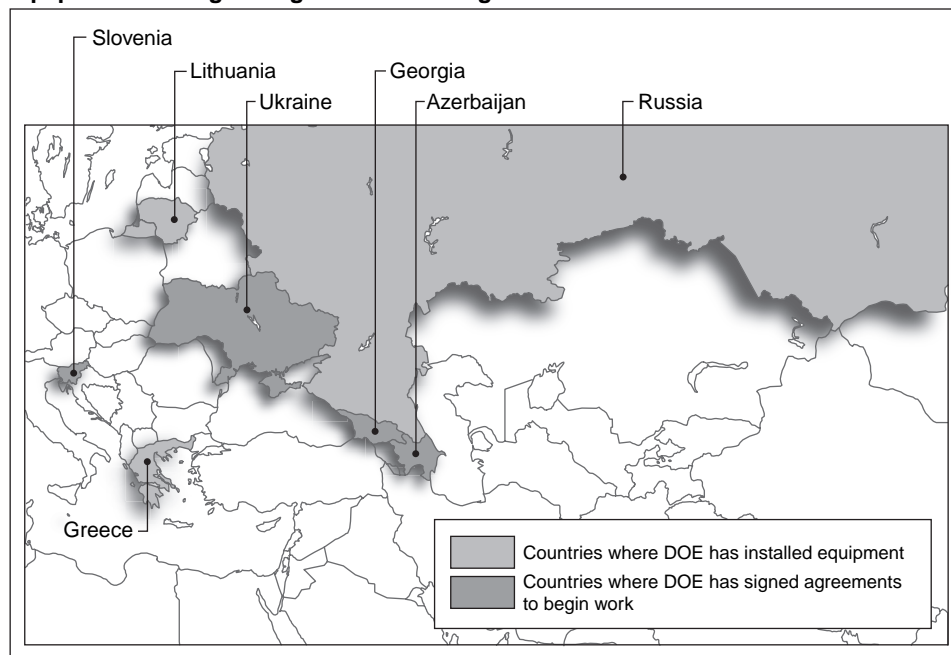 Slovenia
Lithuania
Georgia
Ukraine
Azerbaijan
Russia
Greece
Countries where DOE has installed equipment
Countries where DOE has signed agreements
to begin work